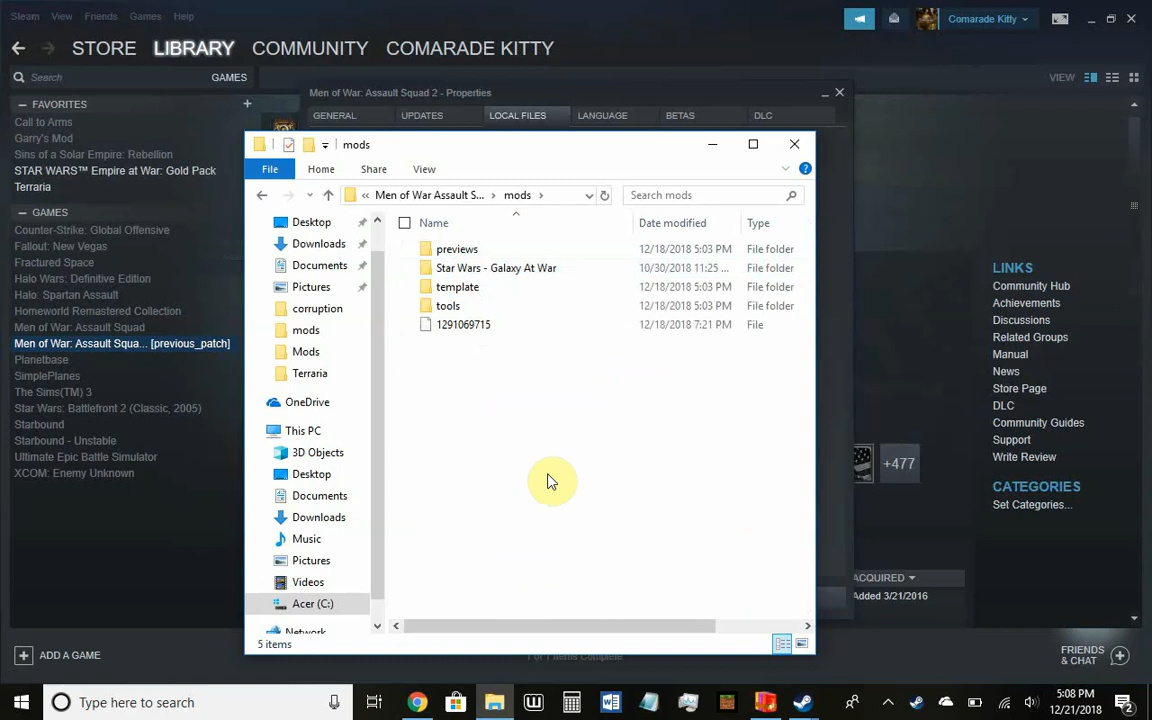 Steam View Friends Games Help
Comarade Kitty
STORE LIBRARY COMMUNITY COMARADE KITTY
Search GAMES
VIEW
FAVORITES
Call to Arms
Garry's Mod
Sins of a Solar Empire: Rebellion
STAR WARS™ Empire at War: Gold Pack
Terraria
GAMES
Counter-Strike: Global Offensive
Fallout: New Vegas
Fractured Space
Halo Wars: Definitive Edition
Halo: Spartan Assault
Homeworld Remastered Collection
Men of War: Assault Squad
Men of War: Assault Squa... [previous_patch]
Planetbase
SimplePlanes
The Sims(TM) 3
Star Wars: Battlefront 2 (Classic, 2005)
Starbound
Starbound - Unstable
Ultimate Epic Battle Simulator
XCOM: Enemy Unknown
ADD A GAME
Men of War: Assault Squad 2 - Properties
GENERAL UPDATES LOCAL FILES LANGUAGE BETAS DLC
mods
File Home Share View
« Men of War Assault S... › mods ›
Search mods
Desktop
Downloads
Documents
Pictures
corruption
mods
Mods
Terraria
OneDrive
This PC
3D Objects
Desktop
Documents
Downloads
Music
Pictures
Videos
Acer (C:)
Network
Name Date modified Type
previews 12/18/2018 5:03 PM File folder
Star Wars - Galaxy At War 10/30/2018 11:25 ... File folder
template 12/18/2018 5:03 PM File folder
tools 12/18/2018 5:03 PM File folder
1291069715 12/18/2018 7:21 PM File
5 items
+477
ACQUIRED
Added 3/21/2016
LINKS
Community Hub
Achievements
Discussions
Related Groups
Manual
News
Store Page
DLC
Community Guides
Support
Write Review
CATEGORIES
Set Categories...
FRIENDS
& CHAT
Type here to search
5:08 PM
12/21/2018
2